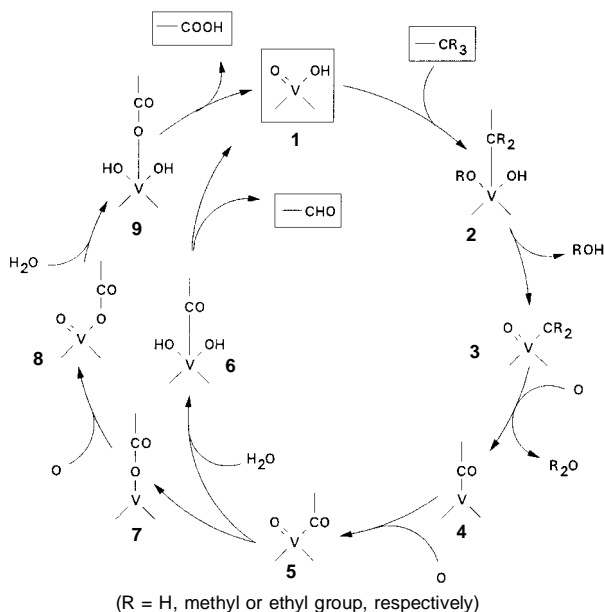 —COOH
O OH
V
1
—CR3
CR2
RO OH
V
2
ROH
O CR2
V
3
O
R2O
CO
V
4
O
O CO
V
5
H2O
CO
HO OH
V
6
—CHO
CO
O
V
7
O
CO
O O
V
8
H2O
CO
O
HO OH
V
9
(R = H, methyl or ethyl group, respectively)